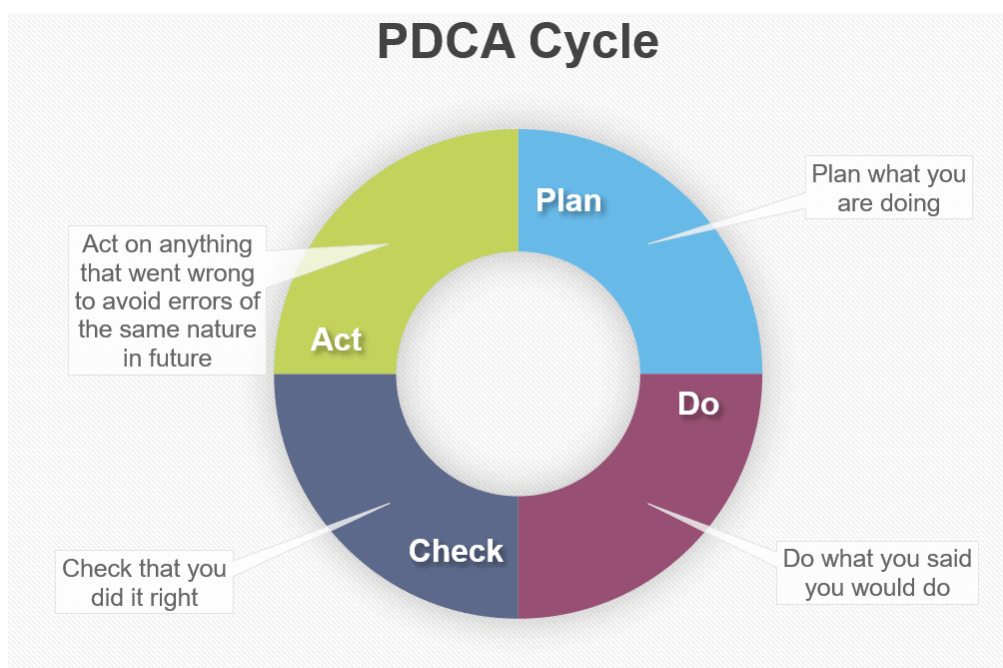 PDCA Cycle
Plan
Plan what you
are doing
Do
Do what you said
you would do
Check
Check that you
did it right
Act
Act on anything
that went wrong
to avoid errors of
the same nature
in future